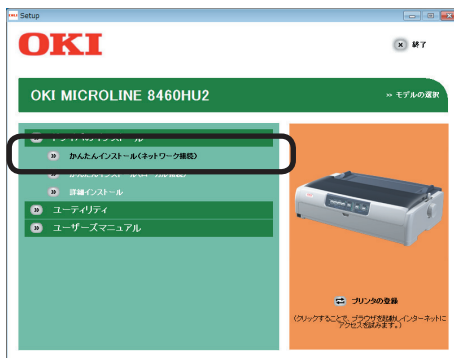 Setup
OKI
終了
OKI MICROLINE 8460HU2
モデルの選択
かんたんインストール(ネットワーク接続)
詳細インストール
ユーティリティ
ユーザーズマニュアル
プリンタの登録
(クリックすることで、ブラウザを起動しインターネットに
アクセスを試みます。)